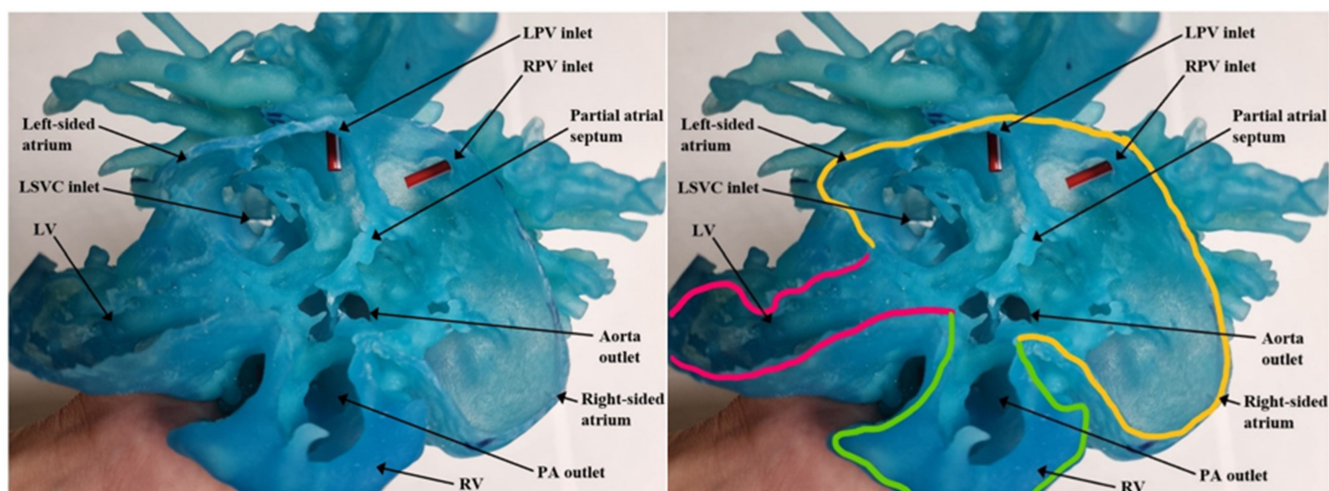 LPV inlet
RPV inlet
Partial atrial
septum
Left-sided
atrium
LSVC inlet
LV
Aorta
outlet
Right-sided
atrium
PA outlet
RV
LPV inlet
RPV inlet
Partial atrial
septum
Left-sided
atrium
LSVC inlet
LV
Aorta
outlet
Right-sided
atrium
PA outlet
RV